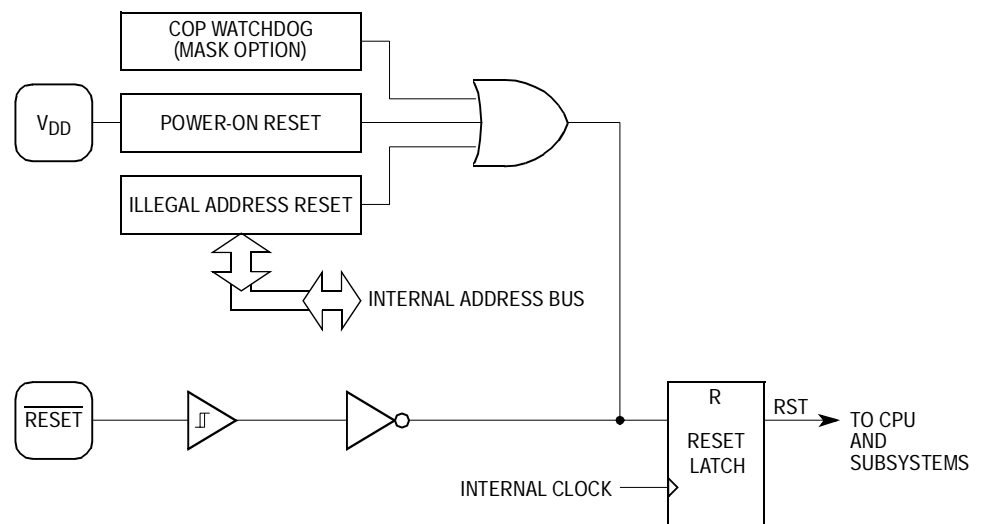 COP WATCHDOG
(MASK OPTION)
VDD
POWER-ON RESET
ILLEGAL ADDRESS RESET
INTERNAL ADDRESS BUS
RESET
R
RST
RESET
LATCH
TO CPU
AND
SUBSYSTEMS
INTERNAL CLOCK